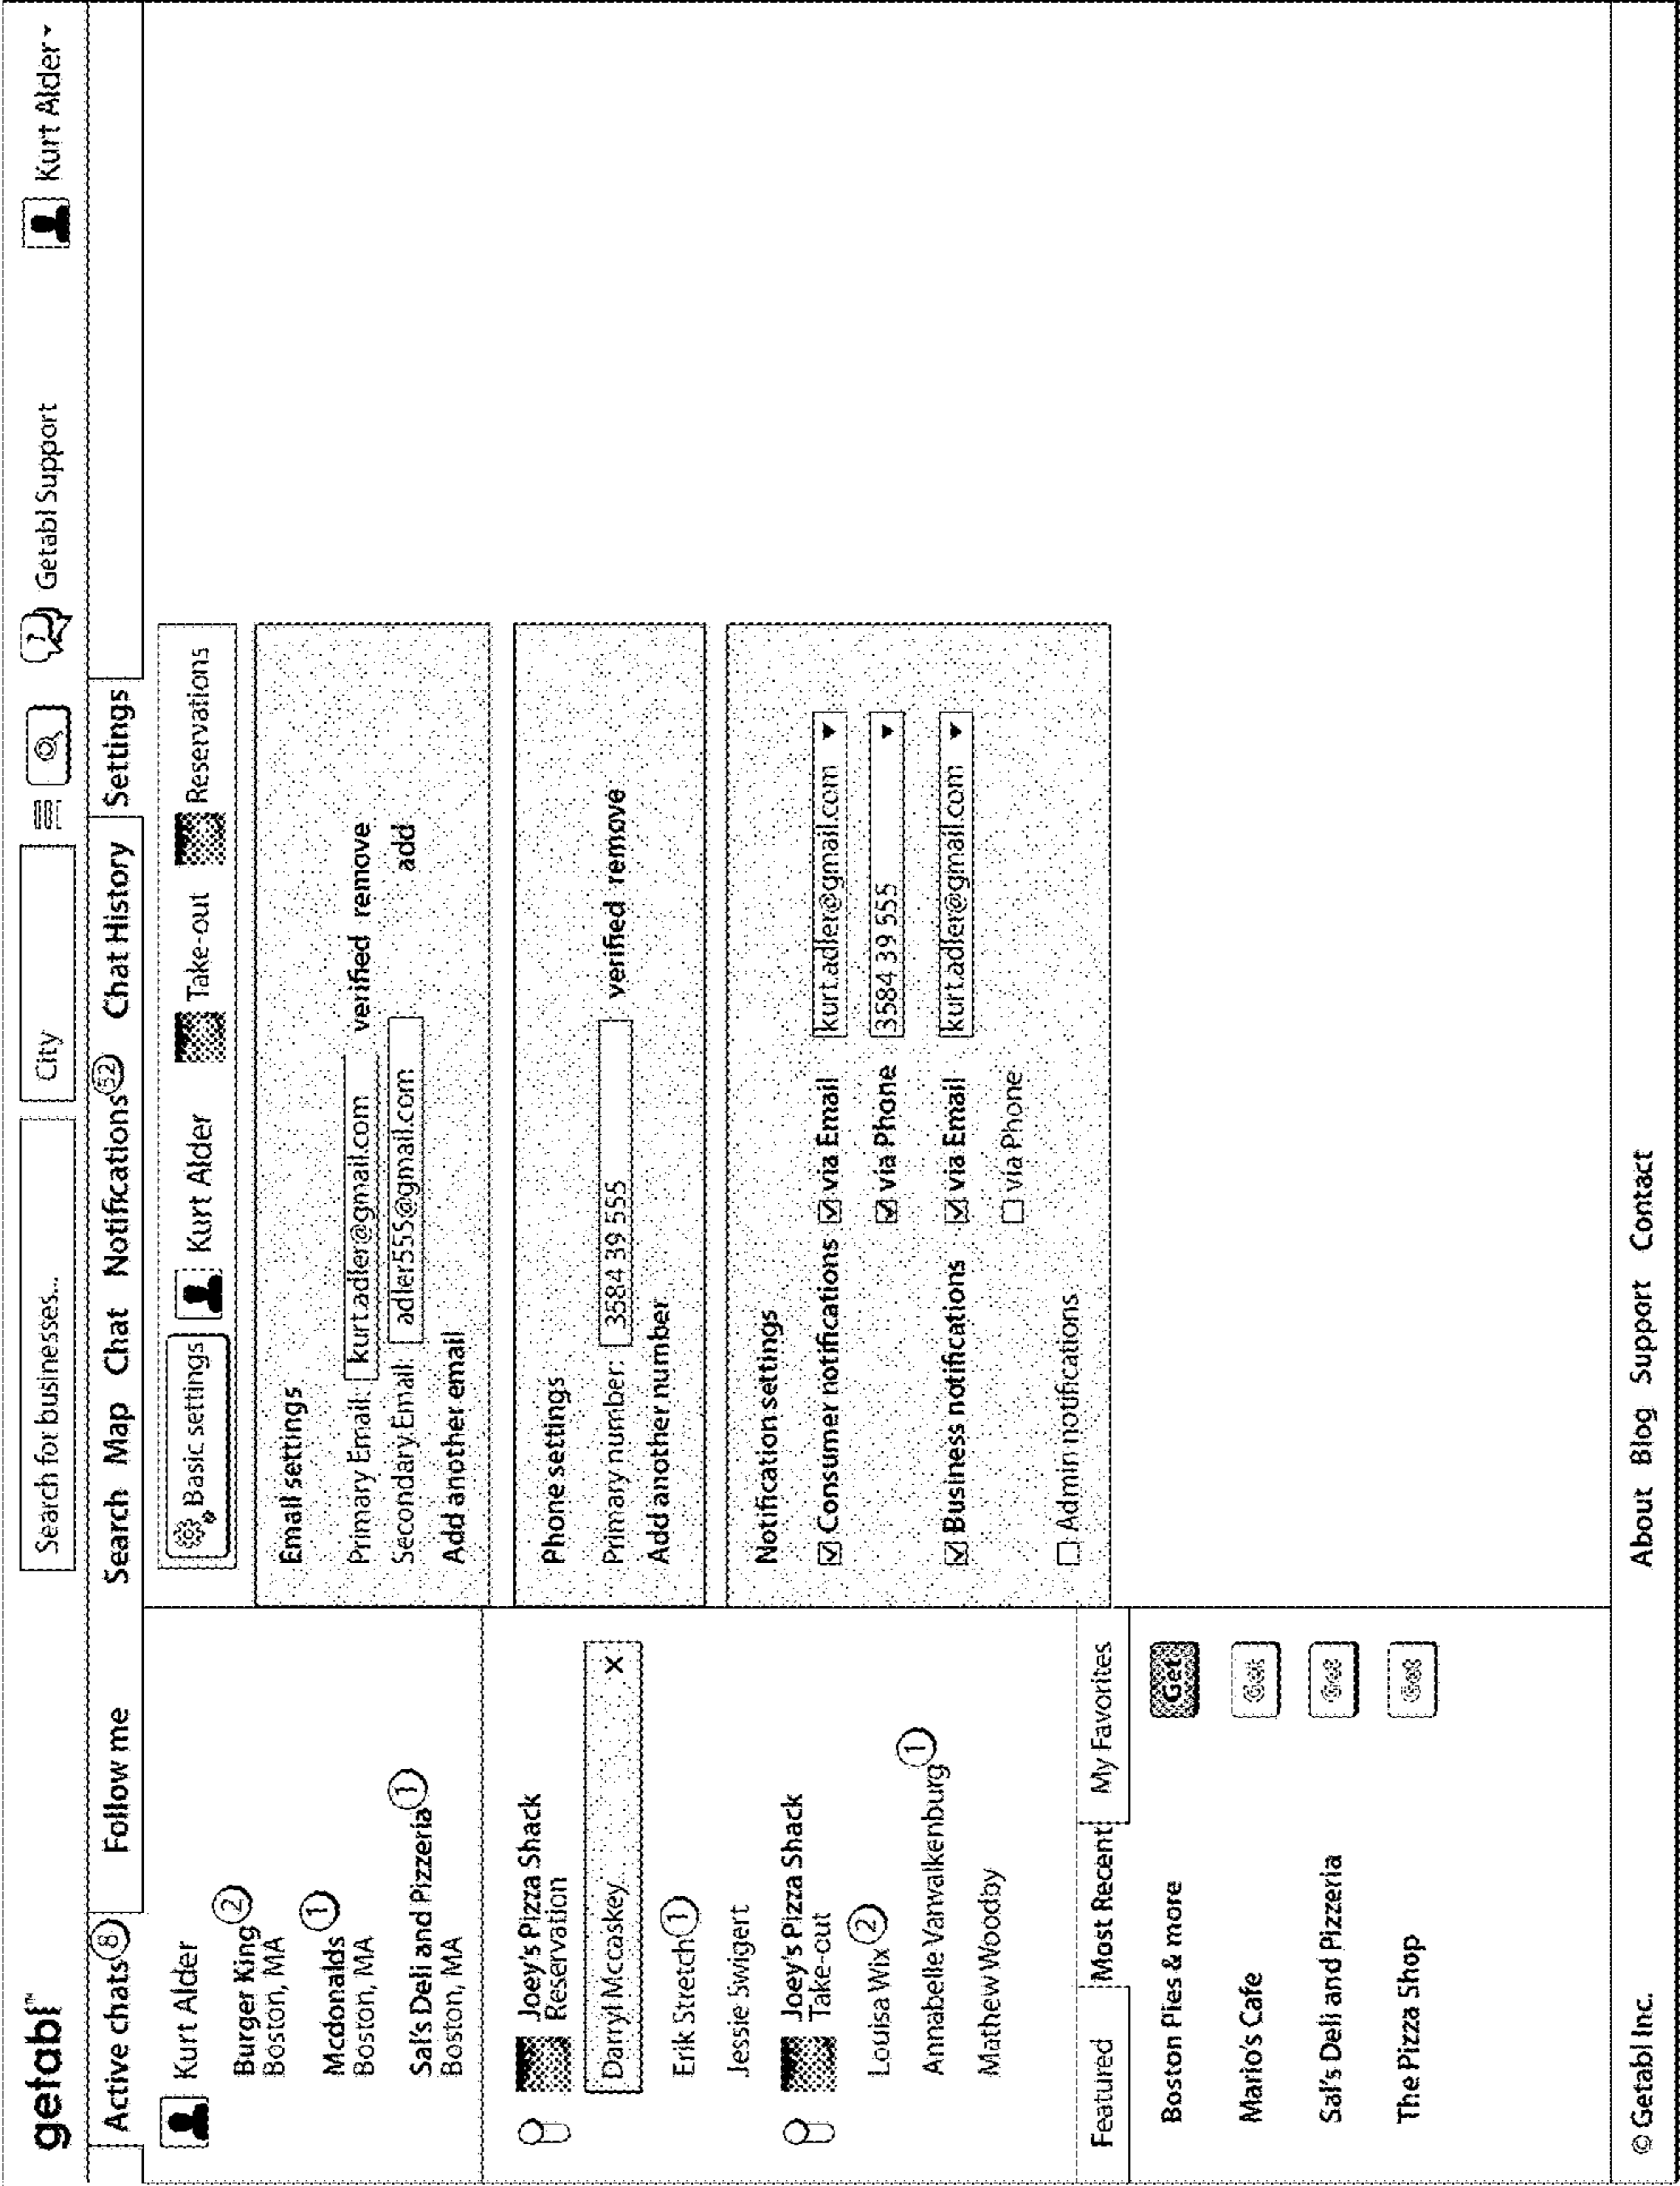 getabl™
Search for businesses...
City
Getabl Support
Kurt Alder
Active chats 8
Follow me
Search Map Chat Notifications 52 Chat History Settings
Kurt Alder
Burger King 2
Boston, MA
Mcdonalds 1
Boston, MA
Sal's Deli and Pizzeria 1
Boston, MA
Joey's Pizza Shack
Reservation
Darryl Mccaskey X
Erik Stretch 1
Jessie Swigert
Joey's Pizza Shack
Take-out
Louisa Wix 2
Annabelle Vanvalkenburg 1
Mathew Woodby
Featured Most Recent My Favorites
Boston Pies & more Get
Mario's Cafe Get
Sal's Deli and Pizzeria Get
The Pizza Shop Get
Basic settings Kurt Alder Take-out Reservations
Email settings
Primary Email: kurt.adler@gmail.com verified remove
Secondary Email: adler555@gmail.com add
Add another email
Phone settings
Primary number: 3584 39 555 verified remove
Add another number
Notification settings
Consumer notifications via Email kurt.adler@gmail.com
via Phone 3584 39 555
Business notifications via Email kurt.adler@gmail.com
via Phone
Admin notifications
© Getabl Inc.
About Blog Support Contact